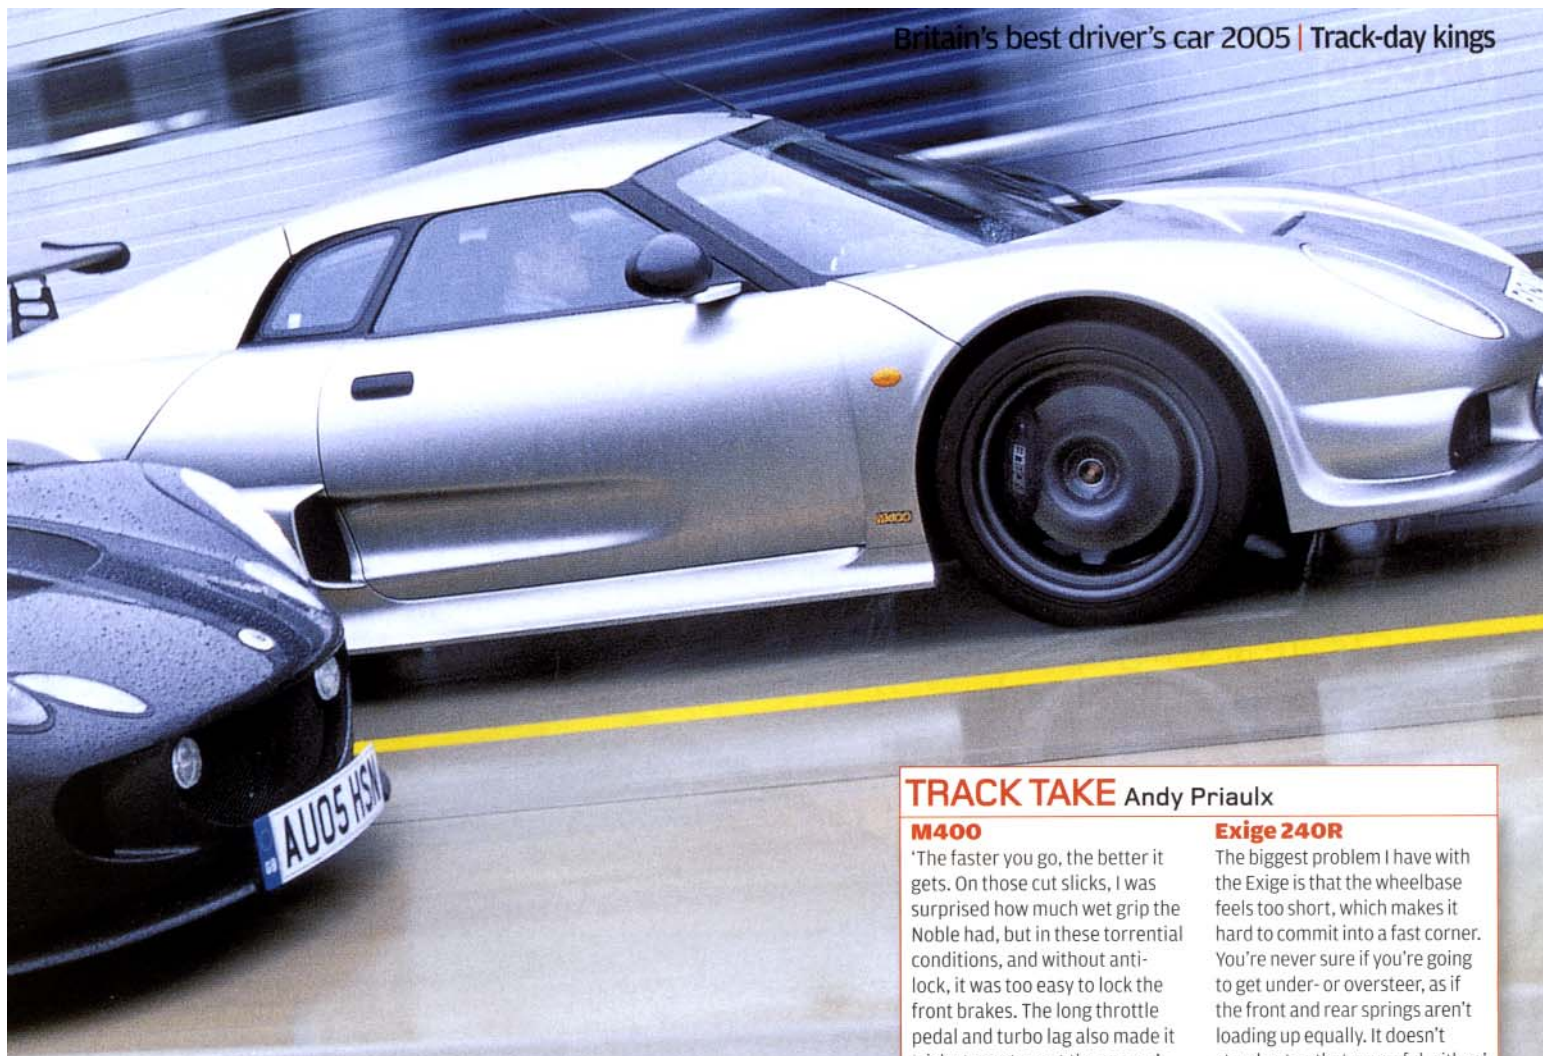 Britain's best driver's car 2005 | Track-day kings
M400
GB
AU05 HSN
TRACK TAKE Andy Priaulx
M400
'The faster you go, the better it
gets. On those cut slicks, I was
surprised how much wet grip the
Noble had, but in these torrential
conditions, and without anti-
lock, it was too easy to lock the
front brakes. The long throttle
pedal and turbo lag also made it
Exige 240R
The biggest problem I have with
the Exige is that the wheelbase
feels too short, which makes it
hard to commit into a fast corner.
You're never sure if you're going
to get under- or oversteer, as if
the front and rear springs aren't
loading up equally. It doesn't